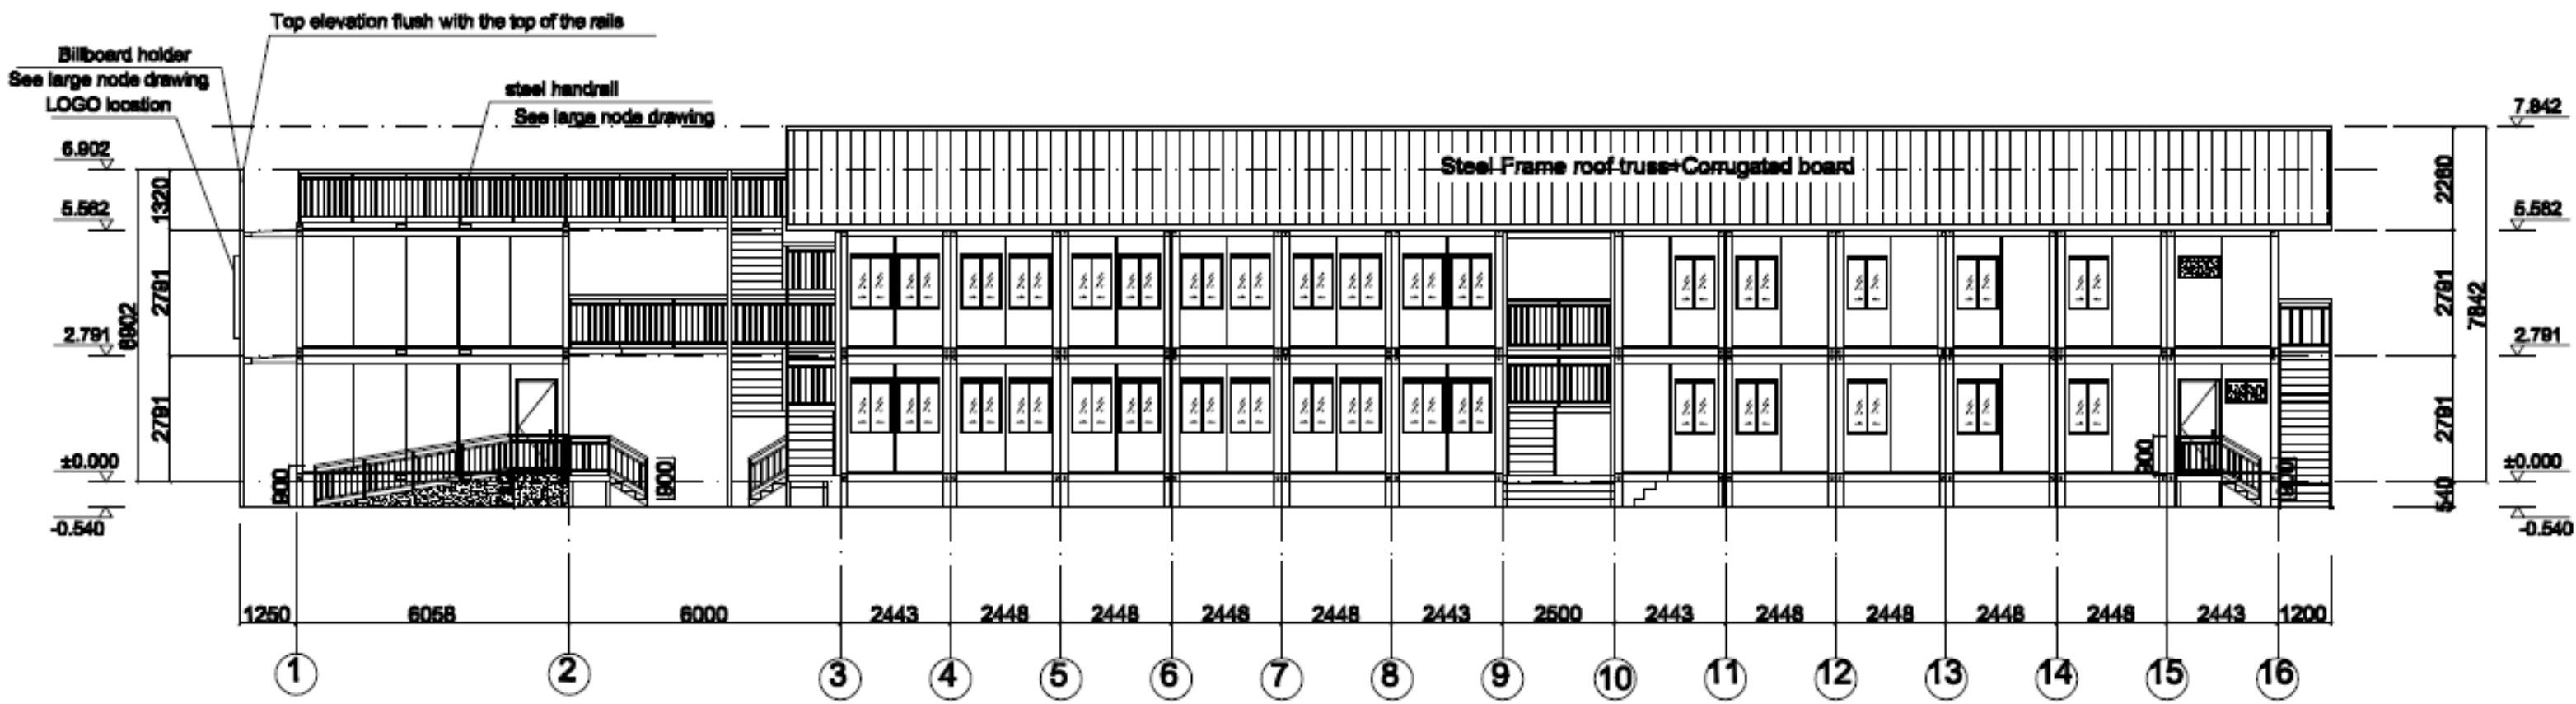 Top elevation flush with the top of the rails
Billboard holder
See large node drawing
LOGO location
steel handrail
See large node drawing
Steel Frame roof truss+Corrugated board
6.902
5.582
2.791
±0.000
-0.540
1320
2791
2791
6902
7.842
5.582
2.791
±0.000
-0.540
2260
2791
2791
540
7842
900
900
900
1250 6058 6000 2443 2448 2448 2448 2448 2443 2500 2443 2448 2448 2448 2448 2443 1200
1 2 3 4 5 6 7 8 9 10 11 12 13 14 15 16